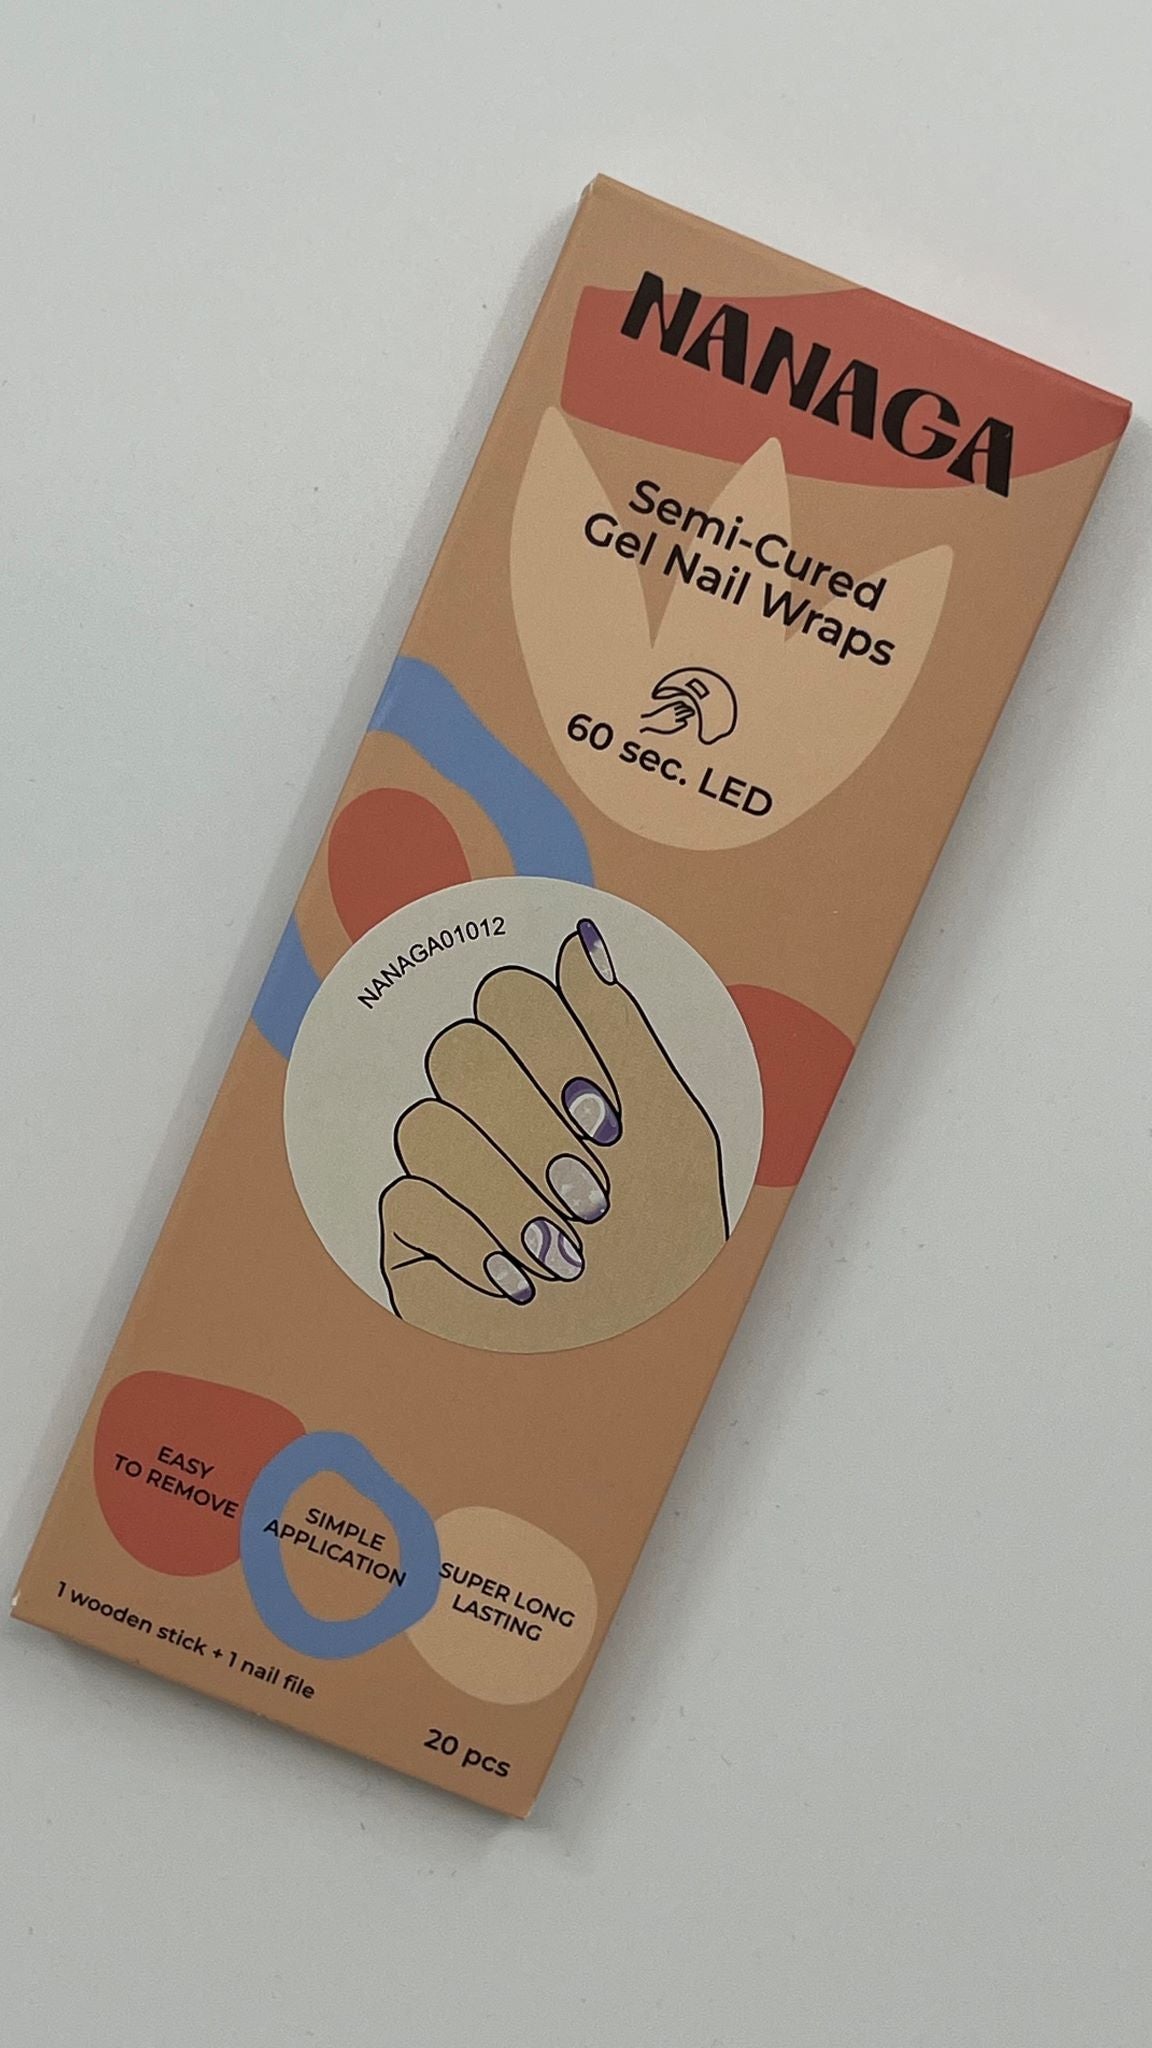 NANAGA
Semi-Cured
Gel Nail Wraps
60 sec. LED
NANAGA01012
EASY
TO REMOVE
SIMPLE
APPLICATION
SUPER LONG
LASTING
1 wooden stick + 1 nail file
20 pcs